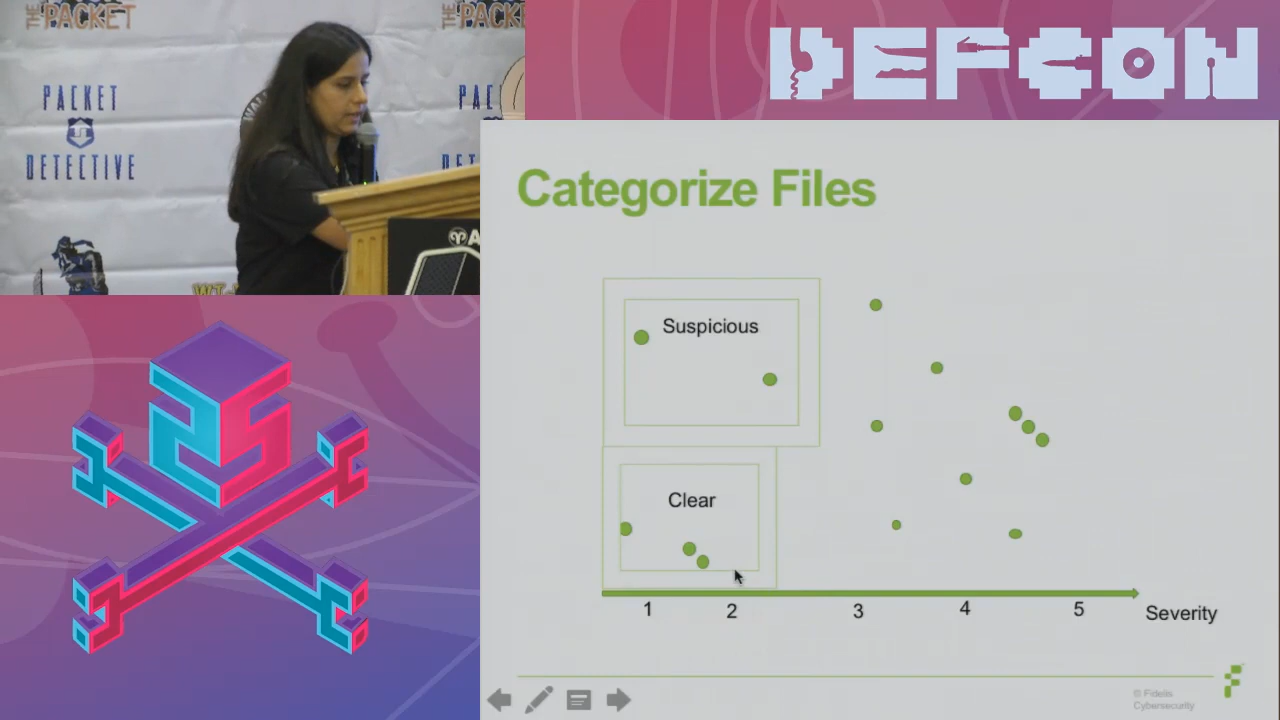 THE PACKET
THE PACKET
DEFCON
PACKET
DETECTIVE
Categorize Files
Suspicious
Clear
1 2 3 4 5 Severity
© Fidelis
Cybersecurity